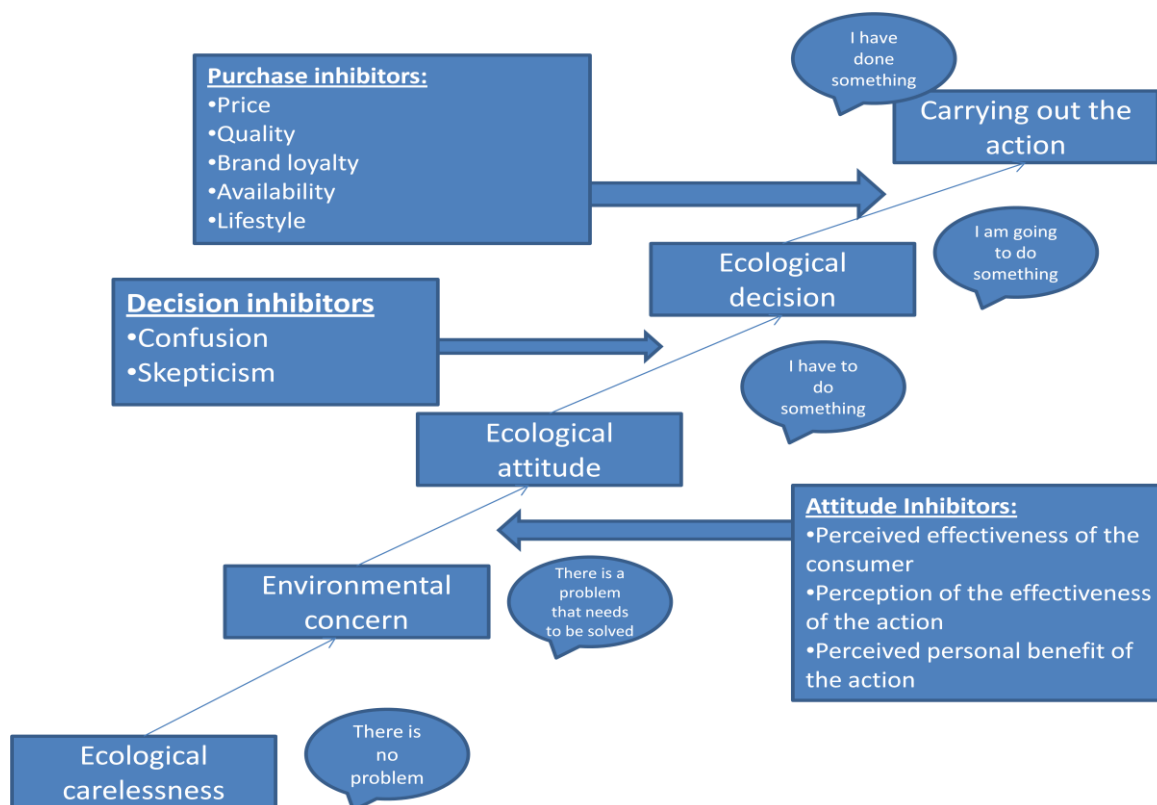 I have
done
something
Purchase inhibitors:
•Price
•Quality
•Brand loyalty
•Availability
•Lifestyle
Carrying out the
action
I am going
to do
something
Ecological
decision
Decision inhibitors
•Confusion
•Skepticism
I have to
do
something
Ecological
attitude
Attitude Inhibitors:
•Perceived effectiveness of the
consumer
•Perception of the effectiveness
of the action
•Perceived personal benefit of
the action
Environmental
concern
There is a
problem
that needs
to be solved
There is
no
problem
Ecological
carelessness